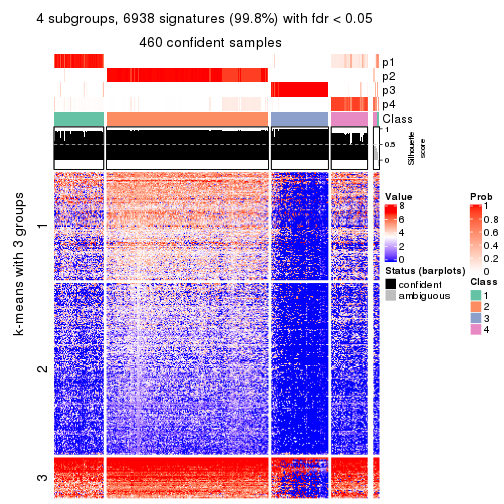 4 subgroups, 6938 signatures (99.8%) with fdr < 0.05
460 confident samples
p1
p2
p3
p4
Class
1
0.5
0
Silhouette
score
k-means with 3 groups
1
2
3
Value
8
6
4
2
0
Status (barplots)
confident
ambiguous
Prob
1
0.8
0.6
0.4
0.2
0
Class
1
2
3
4